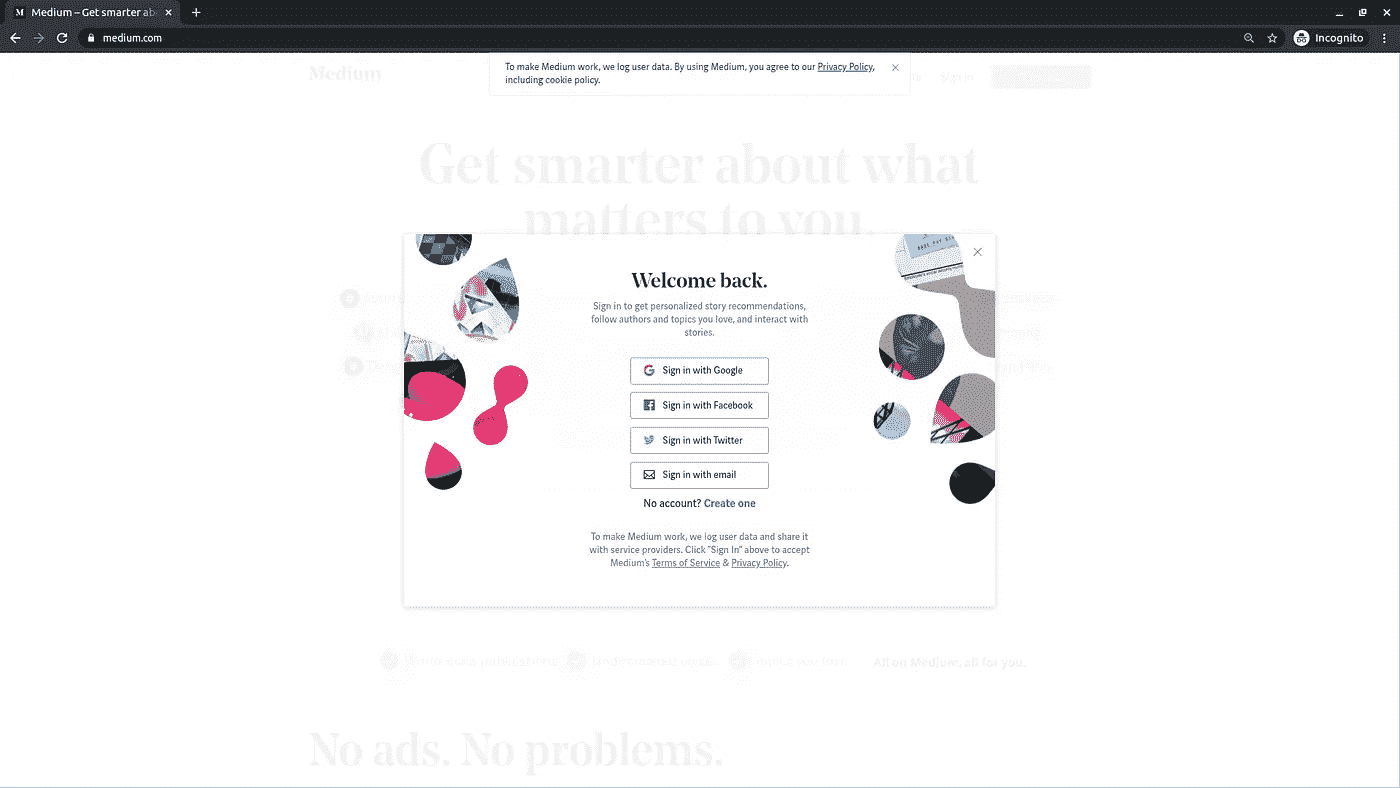 Medium – Get smarter ab
medium.com
Incognito
Medium
To make Medium work, we log user data. By using Medium, you agree to our Privacy Policy,
including cookie policy.
Sign in
Get smarter about what
matters to you.
Welcome back.
Sign in to get personalized story recommendations,
follow authors and topics you love, and interact with
stories.
Sign in with Google
Sign in with Facebook
Sign in with Twitter
Sign in with email
No account? Create one
To make Medium work, we log user data and share it
with service providers. Click "Sign In" above to accept
Medium's Terms of Service & Privacy Policy.
All on Medium, all for you.
No ads. No problems.